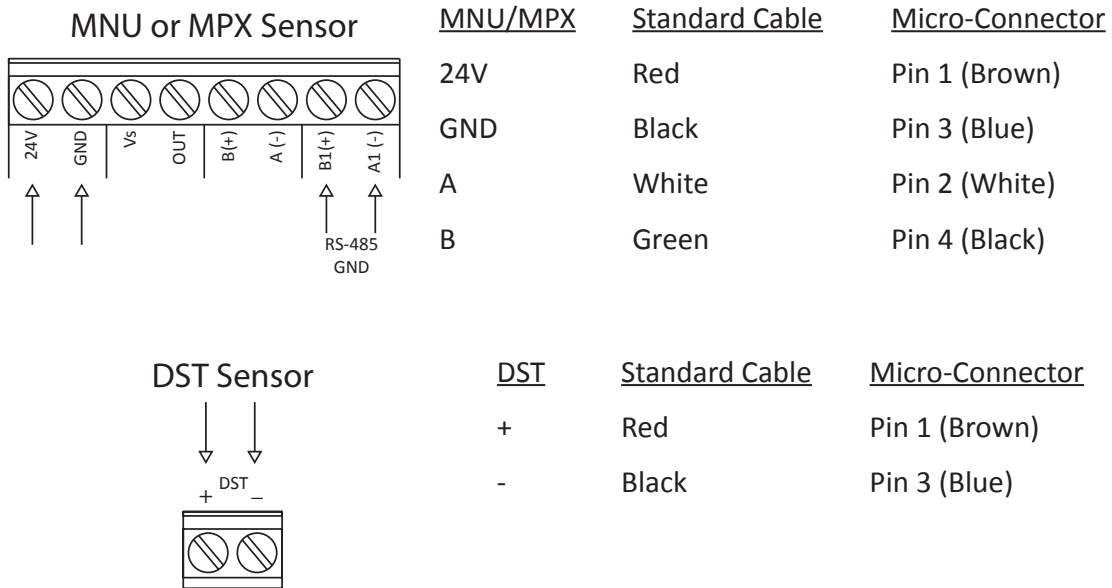 MNU or MPX Sensor
24V GND Vs OUT B(+) A (-) B1(+) A1 (-)
RS-485
GND
MNU/MPX Standard Cable Micro-Connector
24V Red Pin 1 (Brown)
GND Black Pin 3 (Blue)
A White Pin 2 (White)
B Green Pin 4 (Black)
DST Sensor
+ DST −
DST Standard Cable Micro-Connector
+ Red Pin 1 (Brown)
- Black Pin 3 (Blue)